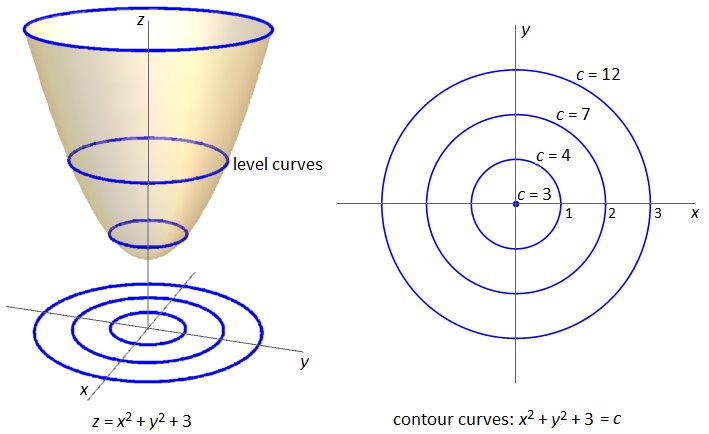 z
level curves
y
x
z = x² + y² + 3
y
c = 12
c = 7
c = 4
c = 3
1
2
3
x
contour curves: x² + y² + 3 = c